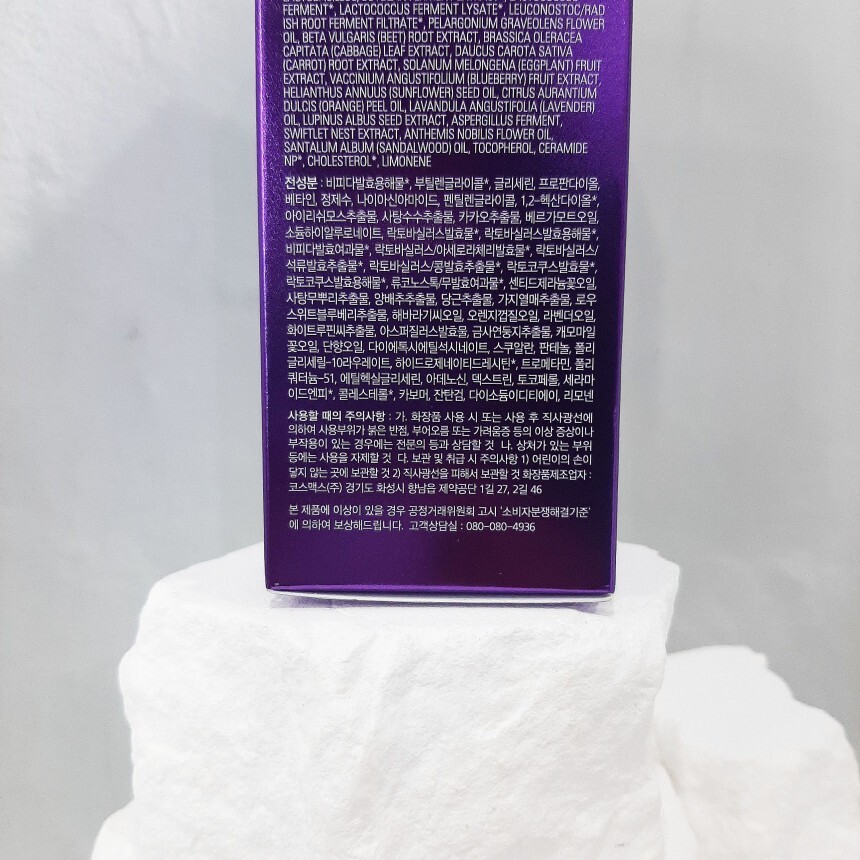 FERMENT*, LACTOCOCCUS FERMENT LYSATE*, LEUCONOSTOC/RAD
ISH ROOT FERMENT FILTRATE*, PELARGONIUM GRAVEOLENS FLOWER
OIL, BETA VULGARIS (BEET) ROOT EXTRACT, BRASSICA OLERACEA
CAPITATA (CABBAGE) LEAF EXTRACT, DAUCUS CAROTA SATIVA
(CARROT) ROOT EXTRACT, SOLANUM MELONGENA (EGGPLANT) FRUIT
EXTRACT, VACCINIUM ANGUSTIFOLIUM (BLUEBERRY) FRUIT EXTRACT,
HELIANTHUS ANNUUS (SUNFLOWER) SEED OIL, CITRUS AURANTIUM
DULCIS (ORANGE) PEEL OIL, LAVANDULA ANGUSTIFOLIA (LAVENDER)
OIL, LUPINUS ALBUS SEED EXTRACT, ASPERGILLUS FERMENT,
SWIFTLET NEST EXTRACT, ANTHEMIS NOBILIS FLOWER OIL,
SANTALUM ALBUM (SANDALWOOD) OIL, TOCOPHEROL, CERAMIDE
NP*, CHOLESTEROL*, LIMONENE
전성분 : 비피다발효용해물*, 부틸렌글라이콜*, 글리세린, 프로판다이올,
베타인, 정제수, 나이아신아마이드, 펜틸렌글라이콜, 1,2-헥산다이올*,
아이리쉬모스추출물, 사탕수수추출물, 카카오추출물, 베르가모트오일,
소듐하이알루로네이트, 락토바실러스발효물*, 락토바실러스발효용해물*,
비피다발효여과물*, 락토바실러스/아세로라체리발효물*, 락토바실러스/
석류발효추출물*, 락토바실러스/콩발효추출물*, 락토코쿠스발효물*,
락토코쿠스발효용해물*, 류코노스톡/무발효여과물*, 센티드제라늄꽃오일,
사탕무뿌리추출물, 양배추추출물, 당근추출물, 가지열매추출물, 로우
스위트블루베리추출물, 해바라기씨오일, 오렌지껍질오일, 라벤더오일,
화이트루핀씨추출물, 아스퍼질러스발효물, 금사연둥지추출물, 캐모마일
꽃오일, 단향오일, 다이에톡시에틸석시네이트, 스쿠알란, 판테놀, 폴리
글리세릴-10라우레이트, 하이드로제네이티드레시틴*, 트로메타민, 폴리
쿼터늄-51, 에틸헥실글리세린, 아데노신, 덱스트린, 토코페롤, 세라마
이드엔피*, 콜레스테롤*, 카보머, 잔탄검, 다이소듐이디티에이, 리모넨
사용할 때의 주의사항 : 가. 화장품 사용 시 또는 사용 후 직사광선에
의하여 사용부위가 붉은 반점, 부어오름 또는 가려움증 등의 이상 증상이나
부작용이 있는 경우에는 전문의 등과 상담할 것 나. 상처가 있는 부위
등에는 사용을 자제할 것 다. 보관 및 취급 시 주의사항 1) 어린이의 손이
닿지 않는 곳에 보관할 것 2) 직사광선을 피해서 보관할 것 화장품제조업자 :
코스맥스(주) 경기도 화성시 향남읍 제약공단 1길 27, 2길 46
본 제품에 이상이 있을 경우 공정거래위원회 고시 '소비자분쟁해결기준'
에 의하여 보상해드립니다. 고객상담실 : 080-080-4936